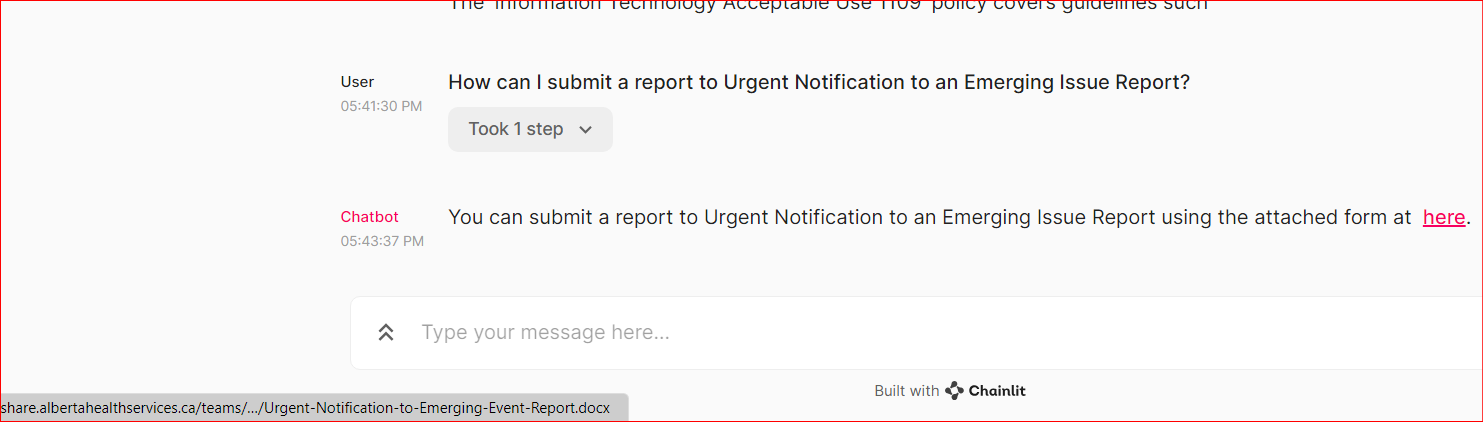 The 'Information Technology Acceptable Use 1109' policy covers guidelines such
User
How can I submit a report to Urgent Notification to an Emerging Issue Report?
05:41:30 PM
Took 1 step
Chatbot
You can submit a report to Urgent Notification to an Emerging Issue Report using the attached form at here.
05:43:37 PM
Type your message here...
Built with Chainlit
share.albertahealthservices.ca/teams/.../Urgent-Notification-to-Emerging-Event-Report.docx